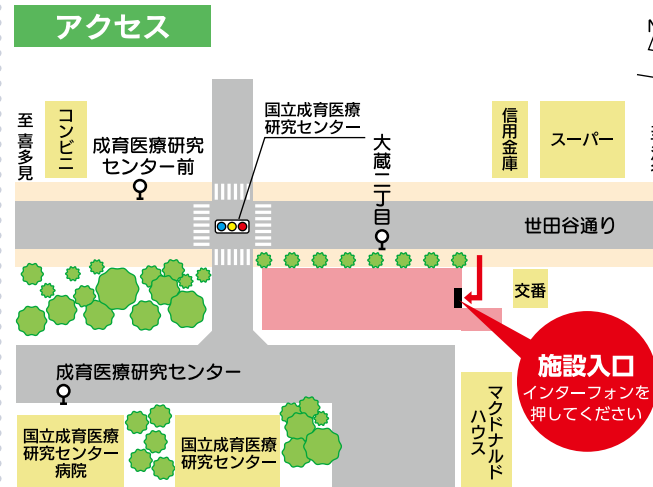 アクセス
至 喜多見
コンビニ
成育医療研究
センター前
国立成育医療
研究センター
大蔵二丁目
信用金庫
スーパー
N
世田谷通り
交番
施設入口
インターフォンを
押してください
成育医療研究センター
国立成育医療
研究センター
病院
国立成育医療
研究センター
マクドナルド
ハウス